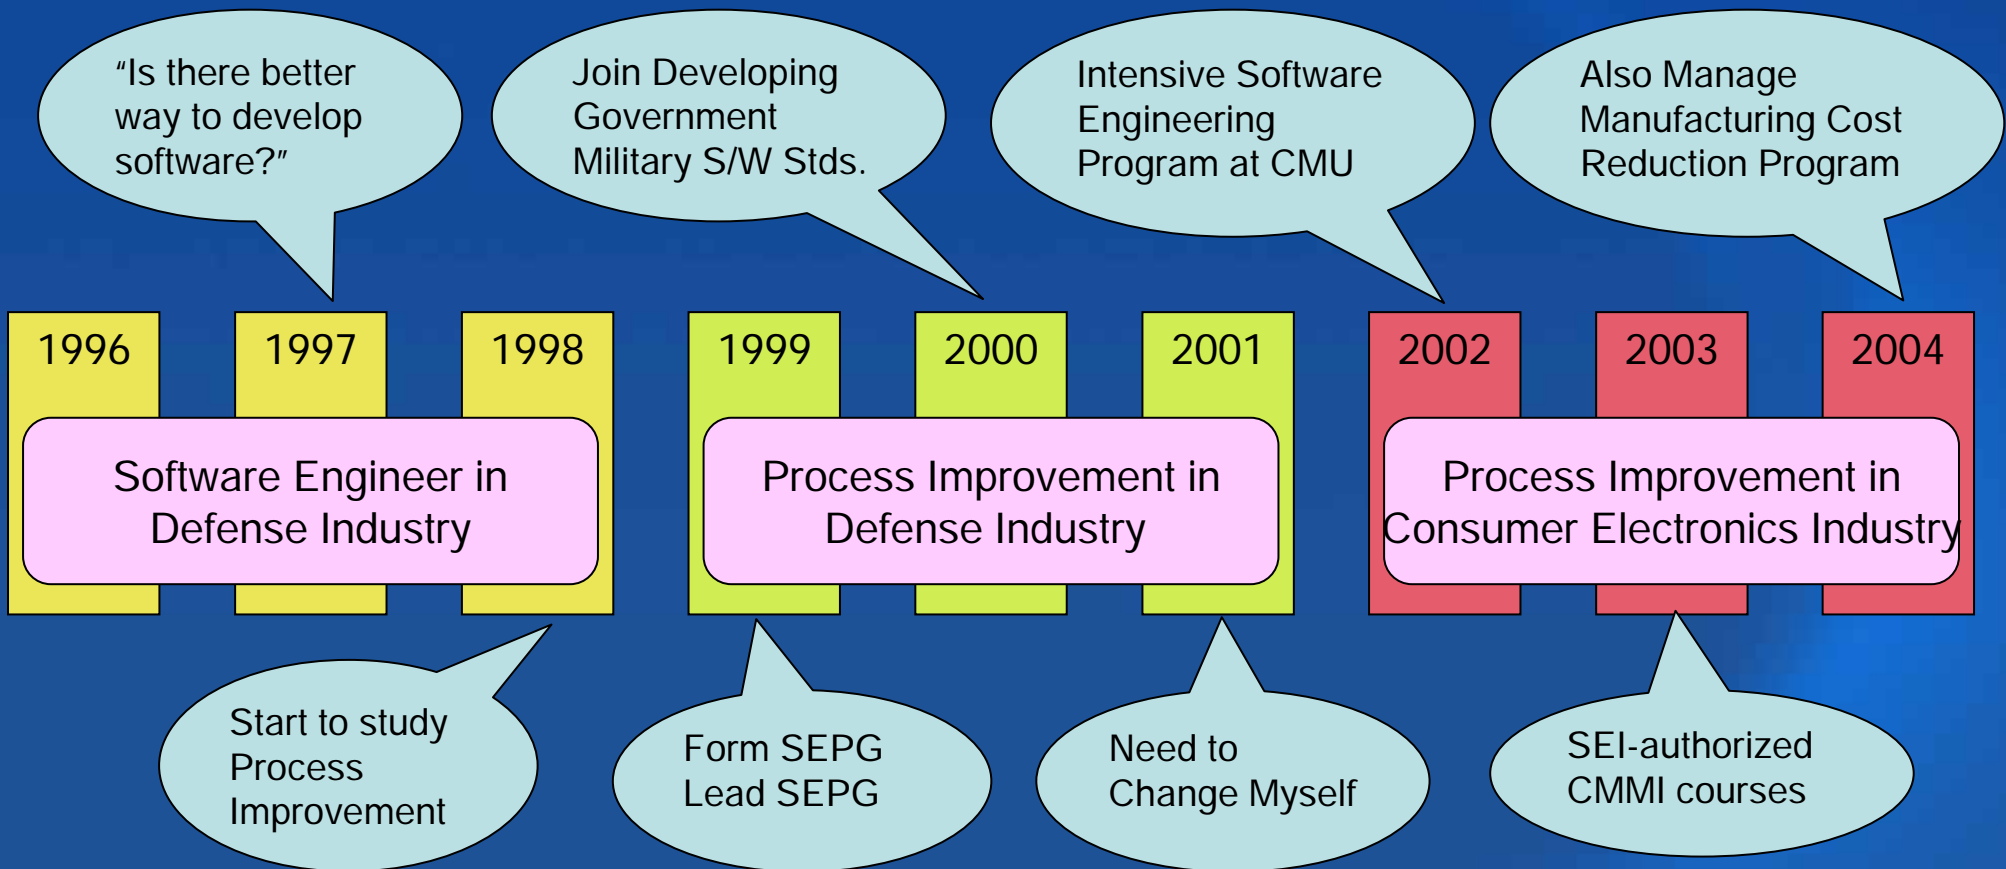 “Is there better
way to develop
software?”
Join Developing
Government
Military S/W Stds.
Intensive Software
Engineering
Program at CMU
Also Manage
Manufacturing Cost
Reduction Program
1996
1997
1998
1999
2000
2001
2002
2003
2004
Software Engineer in
Defense Industry
Process Improvement in
Defense Industry
Process Improvement in
Consumer Electronics Industry
Start to study
Process
Improvement
Form SEPG
Lead SEPG
Need to
Change Myself
SEI-authorized
CMMI courses